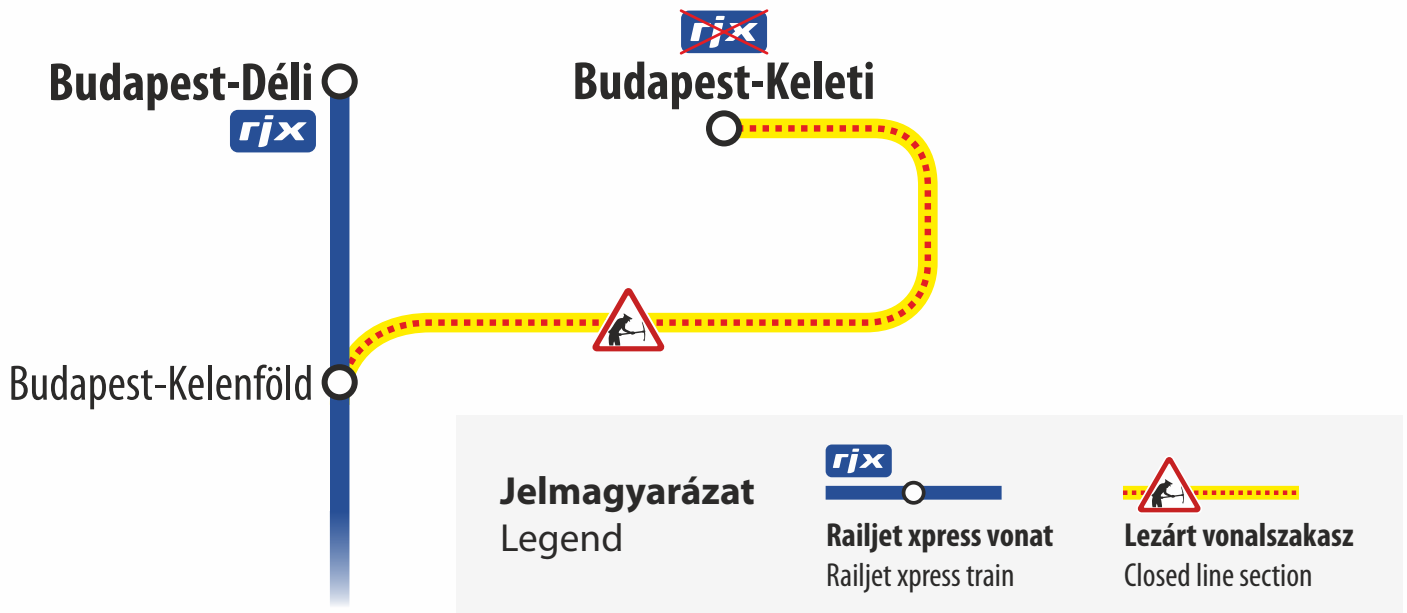 rjx
Budapest-Déli
Budapest-Keleti
rjx
Budapest-Kelenföld
Jelmagyarázat
Legend
rjx
Railjet xpress vonat
Railjet xpress train
Lezárt vonalszakasz
Closed line section